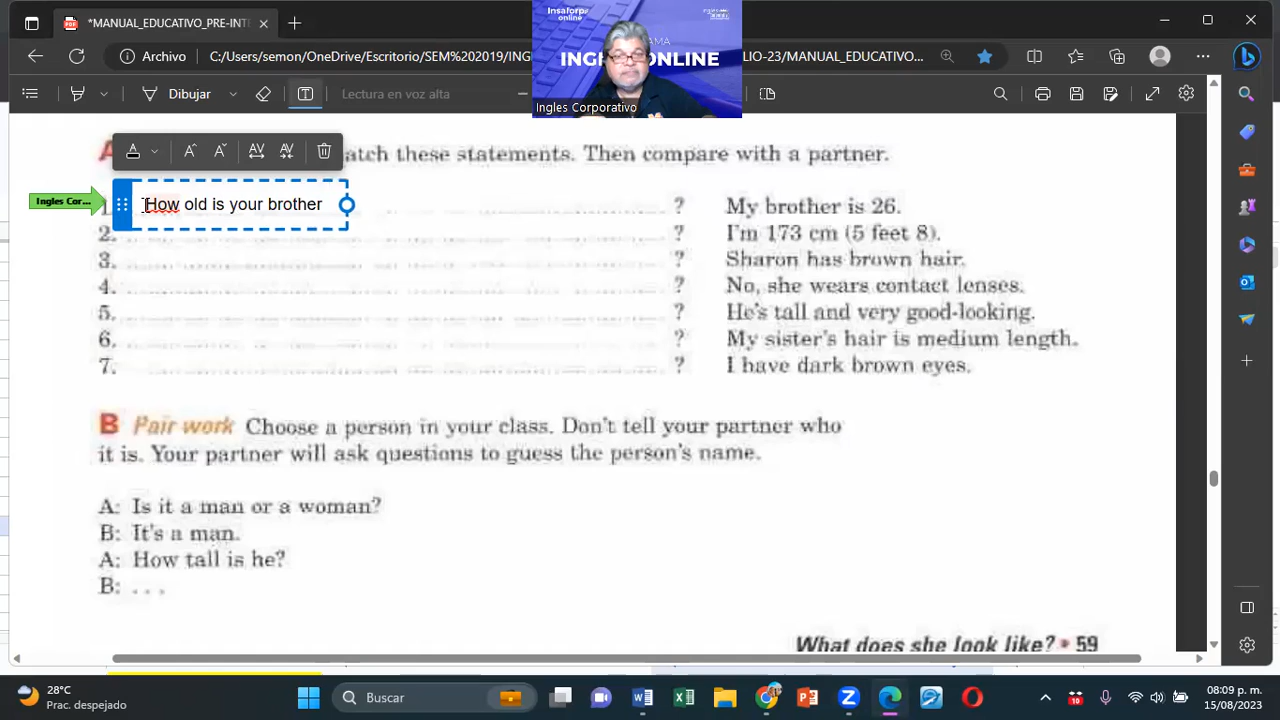 *MANUAL_EDUCATIVO_PRE-INTE
Insaforp online
Archivo
C:/Users/semon/OneDrive
scritorio/SEM%202019/ING
LIO-23/MANUAL_EDUCATIVO_...
INGLES ONLINE
Ingles Corporativo
Dibujar
Lectura en voz alta
A
atch these statements. Then compare with a partner.
Ingles Cor...
1. How old is your brother ? My brother is 26.
2. ? I'm 173 cm (5 feet 8).
3. ? Sharon has brown hair.
4. ? No, she wears contact lenses.
5. ? He's tall and very good-looking.
6. ? My sister's hair is medium length.
7. ? I have dark brown eyes.
B Pair work Choose a person in your class. Don't tell your partner who
it is. Your partner will ask questions to guess the person's name.
A: Is it a man or a woman?
B: It's a man.
A: How tall is he?
B: . . .
What does she look like? • 59
28°C
Prac. despejado
Buscar
08:09 p. m.
15/08/2023